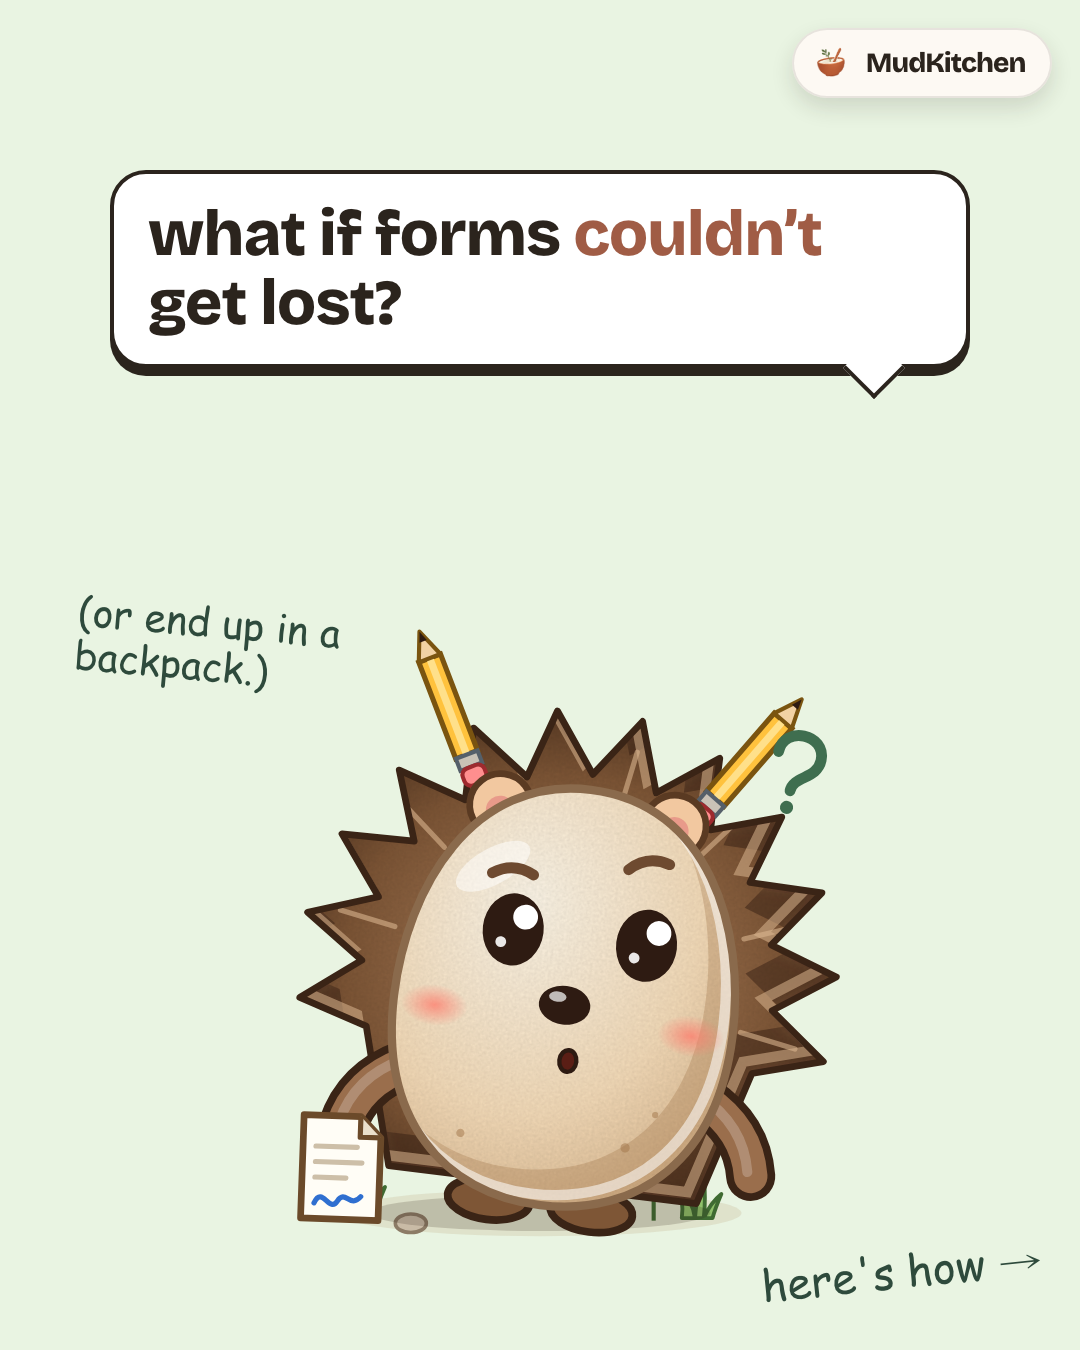 MudKitchen
what if forms couldn’t
get lost?
(or end up in a
backpack.)
?
here's how →